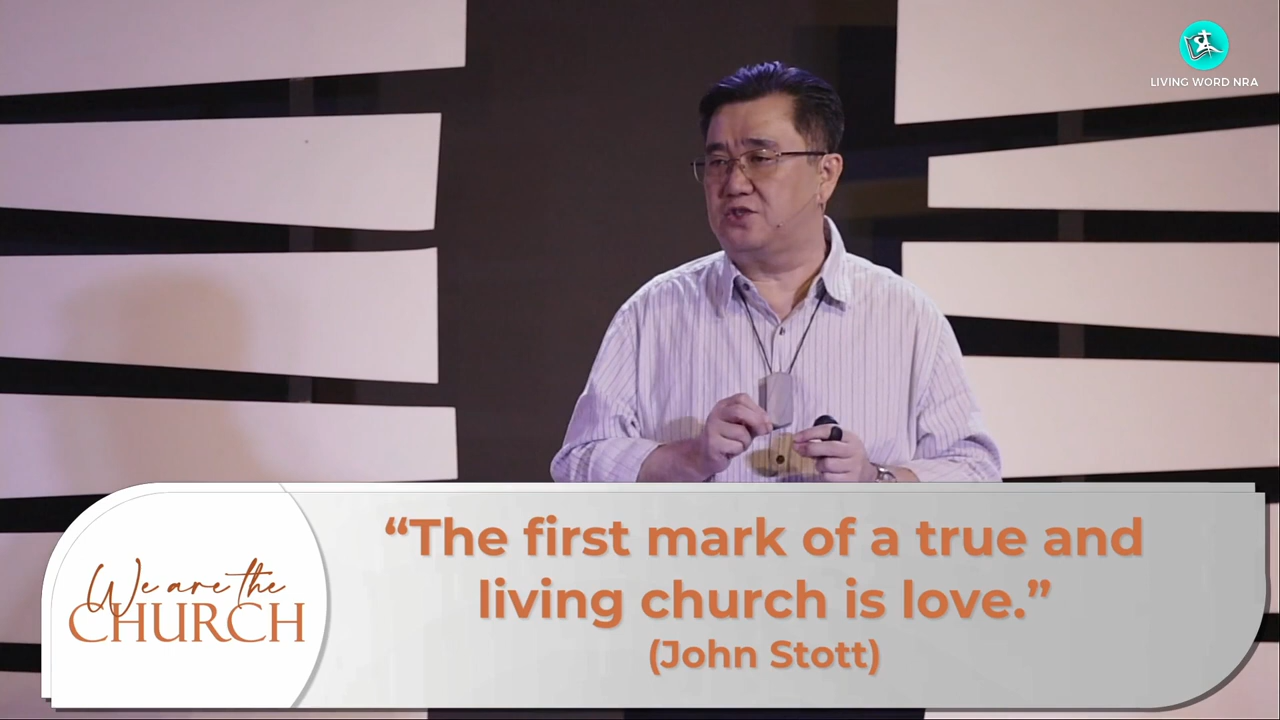 LIVING WORD NRA
“The first mark of a true and
living church is love.”
(John Stott)
We are the
CHURCH